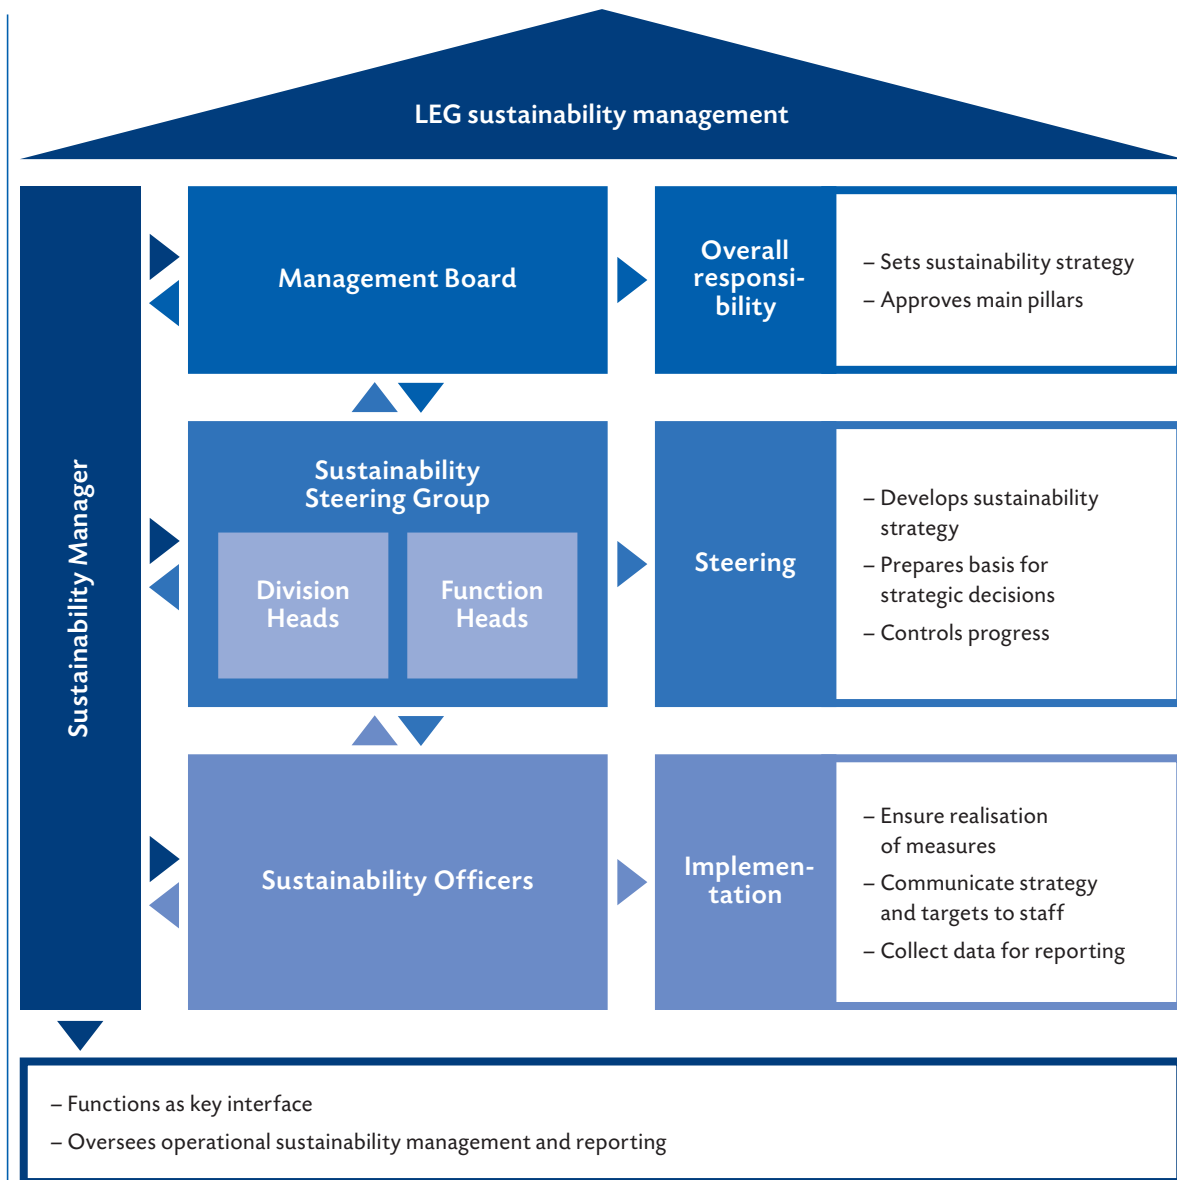 LEG sustainability management
Sustainability Manager
Management Board
Overall
responsi-
bility
– Sets sustainability strategy
– Approves main pillars
Sustainability
Steering Group
Division
Heads
Function
Heads
Steering
– Develops sustainability
strategy
– Prepares basis for
strategic decisions
– Controls progress
Sustainability Officers
Implemen-
tation
– Ensure realisation
of measures
– Communicate strategy
and targets to staff
– Collect data for reporting
– Functions as key interface
– Oversees operational sustainability management and reporting